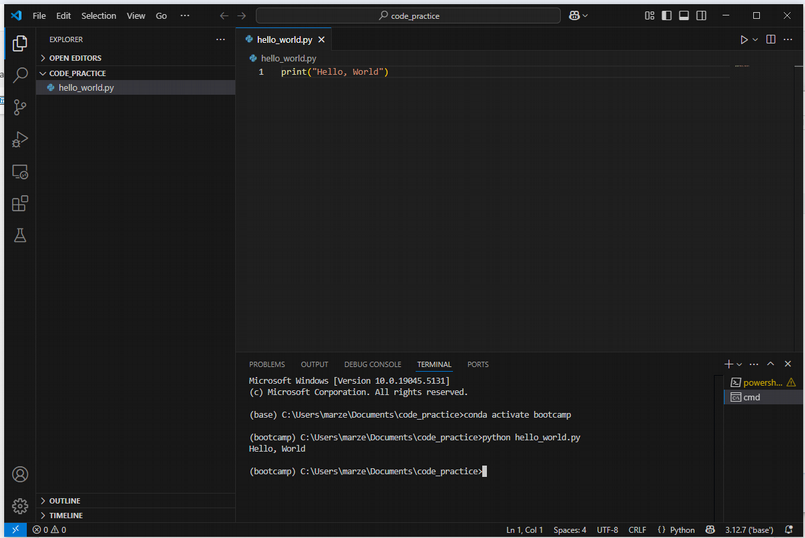 File Edit Selection View Go ··· code_practice
EXPLORER ···
OPEN EDITORS
CODE_PRACTICE
hello_world.py
hello_world.py
hello_world.py
1 print("Hello, World")
PROBLEMS OUTPUT DEBUG CONSOLE TERMINAL PORTS
Microsoft Windows [Version 10.0.19045.5131]
(c) Microsoft Corporation. All rights reserved.
(base) C:\Users\marze\Documents\code_practice>conda activate bootcamp
(bootcamp) C:\Users\marze\Documents\code_practice>python hello_world.py
Hello, World
(bootcamp) C:\Users\marze\Documents\code_practice>
powersh...
cmd
OUTLINE
TIMELINE
0 0 Ln 1, Col 1 Spaces: 4 UTF-8 CRLF {} Python 3.12.7 ('base')